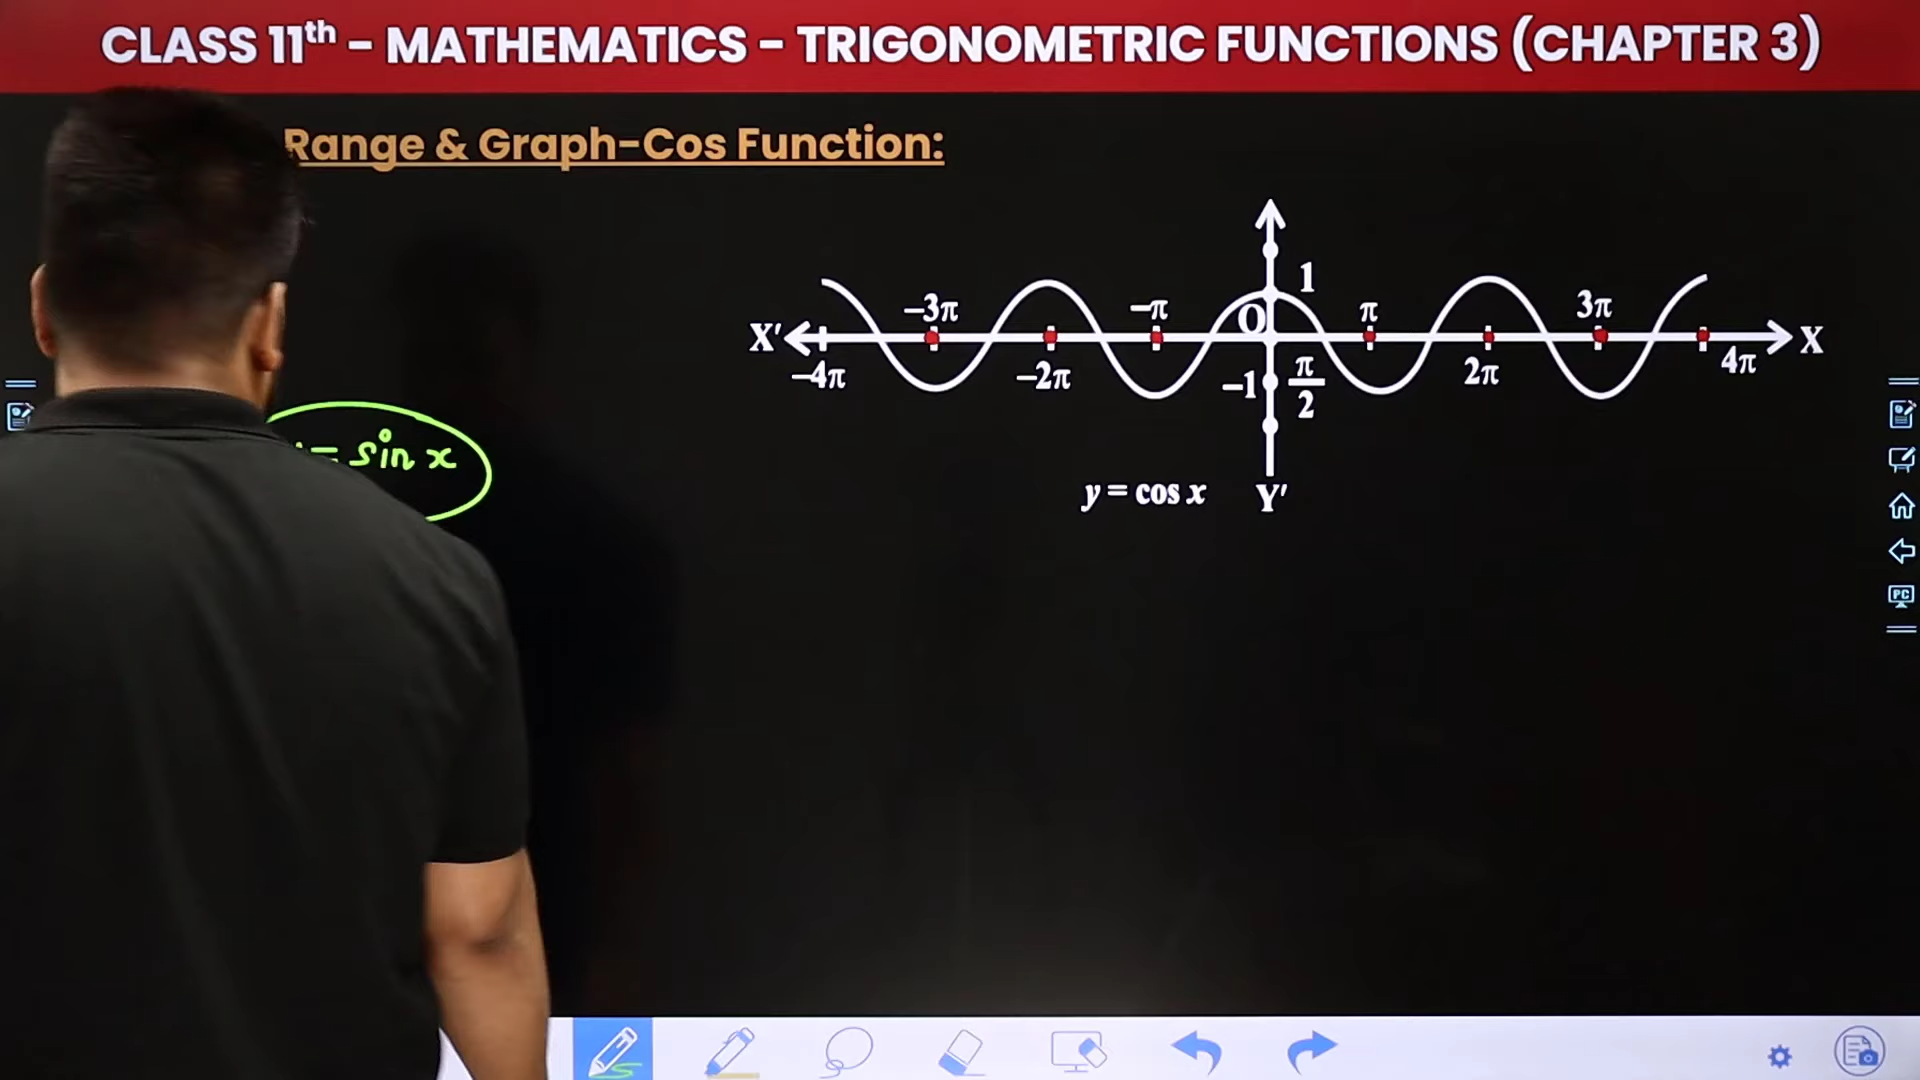 CLASS 11th - MATHEMATICS - TRIGONOMETRIC FUNCTIONS (CHAPTER 3)
Range & Graph-Cos Function:
1
−3π −π O π 3π
X′ X
−4π −2π −1 π/2 2π 4π
= sin x
y = cos x Y′
PC